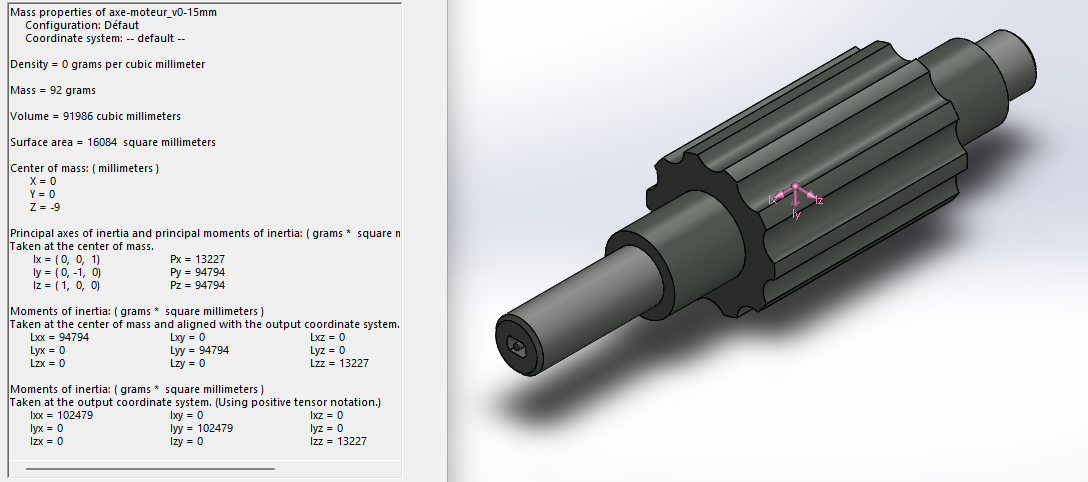 Mass properties of axe-moteur_v0-15mm
Configuration: Défaut
Coordinate system: -- default --
Density = 0 grams per cubic millimeter
Mass = 92 grams
Volume = 91986 cubic millimeters
Surface area = 16084 square millimeters
Center of mass: ( millimeters )
X = 0
Y = 0
Z = -9
Principal axes of inertia and principal moments of inertia: ( grams * square
Taken at the center of mass.
Ix = ( 0, 0, 1) Px = 13227
Iy = ( 0, -1, 0) Py = 94794
Iz = ( 1, 0, 0) Pz = 94794
Moments of inertia: ( grams * square millimeters )
Taken at the center of mass and aligned with the output coordinate system.
Lxx = 94794 Lxy = 0 Lxz = 0
Lyx = 0 Lyy = 94794 Lyz = 0
Lzx = 0 Lzy = 0 Lzz = 13227
Moments of inertia: ( grams * square millimeters )
Taken at the output coordinate system. (Using positive tensor notation.)
Ixx = 102479 Ixy = 0 Ixz = 0
Iyx = 0 Iyy = 102479 Iyz = 0
Izx = 0 Izy = 0 Izz = 13227
Ix
Iz
Iy